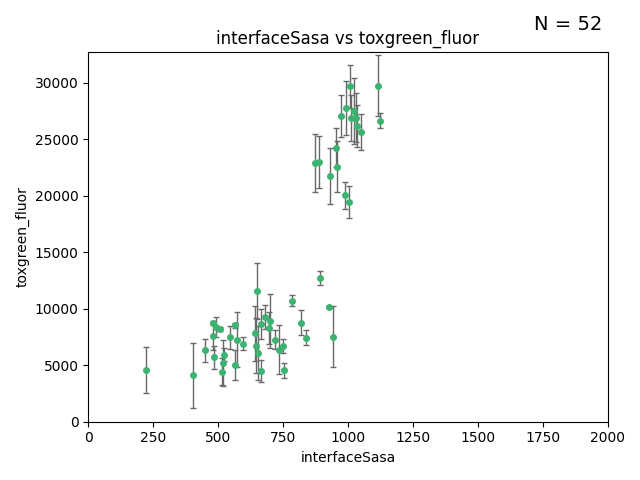 N = 52
interfaceSasa vs toxgreen_fluor
30000
25000
20000
15000
10000
5000
0
toxgreen_fluor
0 250 500 750 1000 1250 1500 1750 2000
interfaceSasa